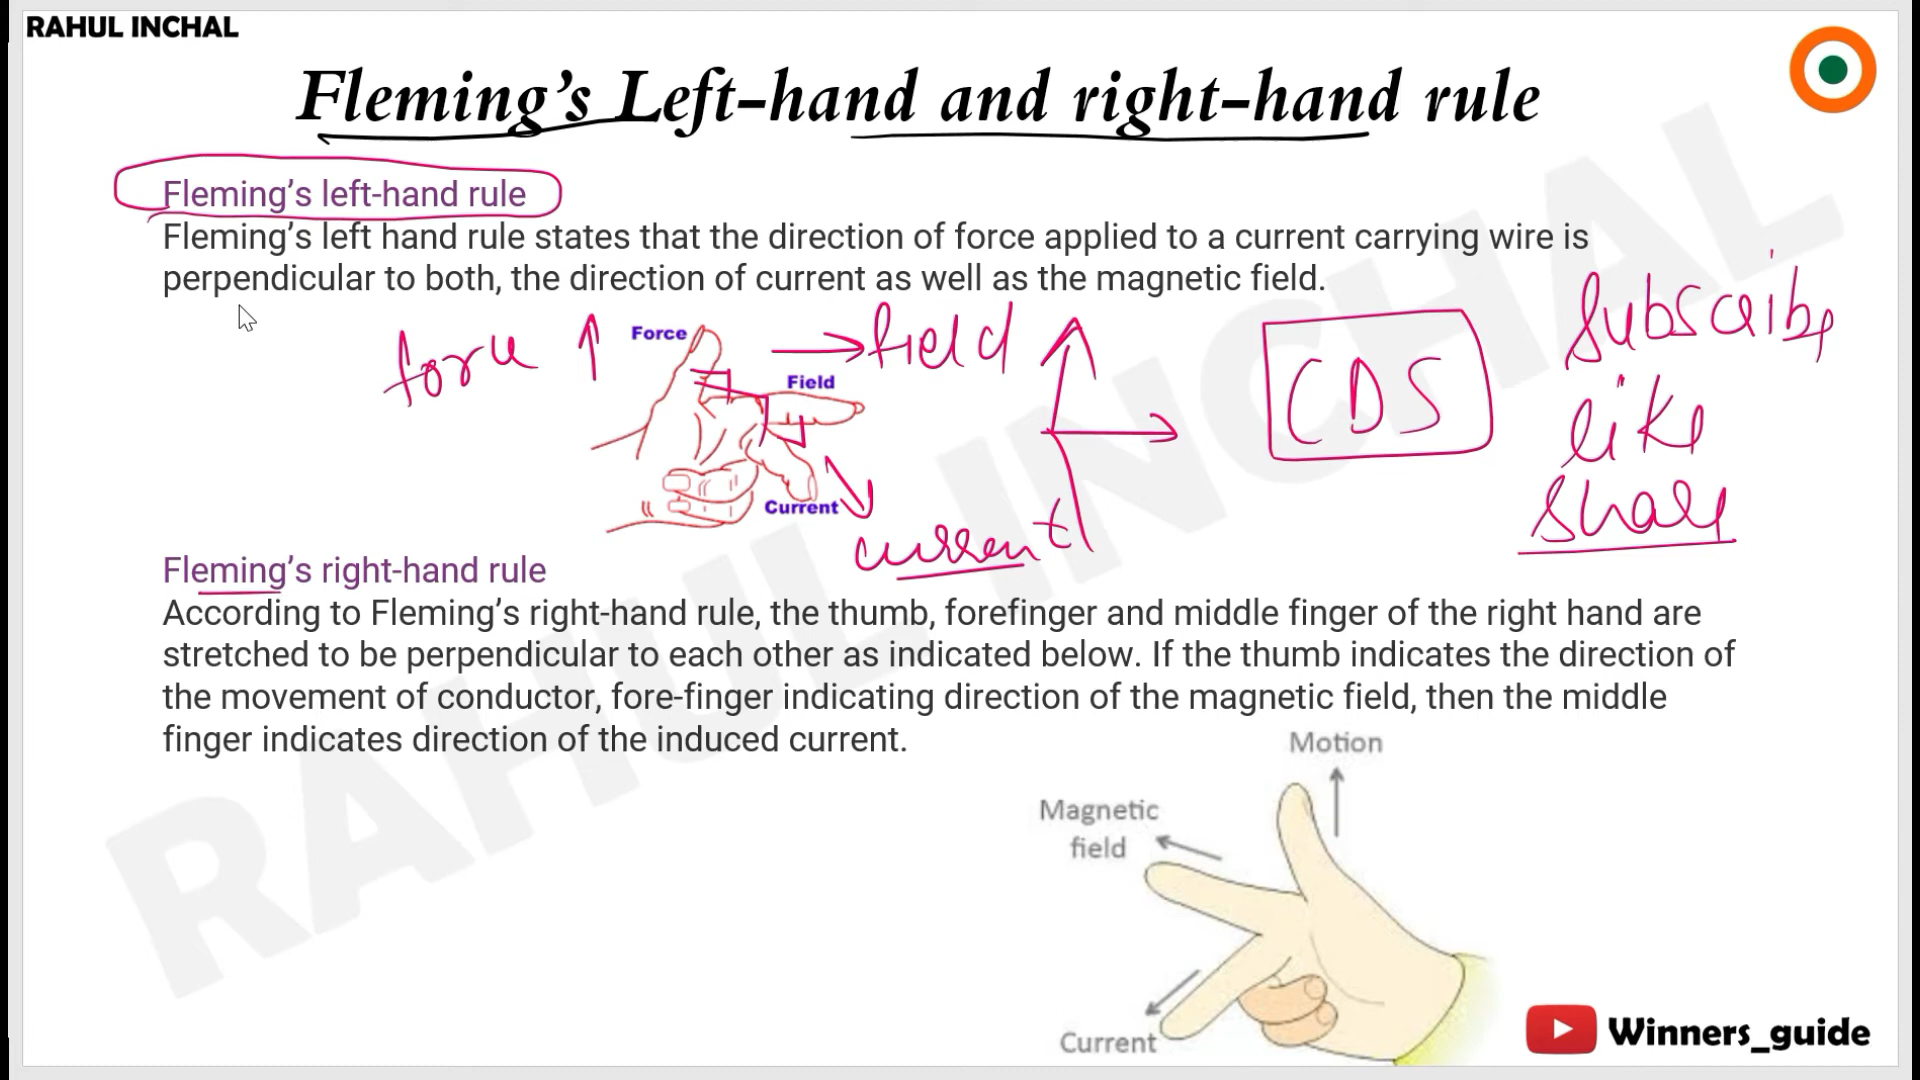 RAHUL INCHAL
Fleming's Left-hand and right-hand rule
Fleming's left-hand rule
Fleming's left hand rule states that the direction of force applied to a current carrying wire is
perpendicular to both, the direction of current as well as the magnetic field.
force
Force
field
Field
CDS
Subscribe
like
share
Current
current
Fleming's right-hand rule
According to Fleming's right-hand rule, the thumb, forefinger and middle finger of the right hand are
stretched to be perpendicular to each other as indicated below. If the thumb indicates the direction of
the movement of conductor, fore-finger indicating direction of the magnetic field, then the middle
finger indicates direction of the induced current.
Motion
Magnetic
field
Current
Winners_guide
RAHUL INCHAL